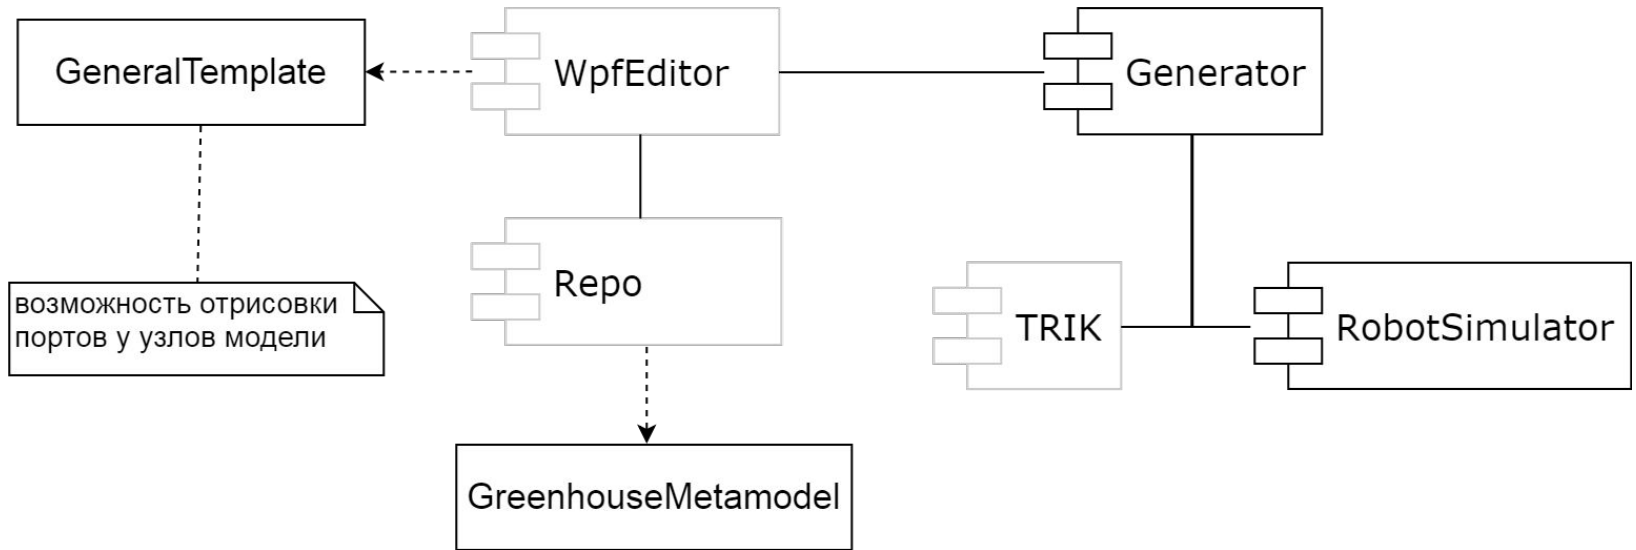 GeneralTemplate
WpfEditor
Generator
Repo
возможность отрисовки
портов у узлов модели
TRIK
RobotSimulator
GreenhouseMetamodel